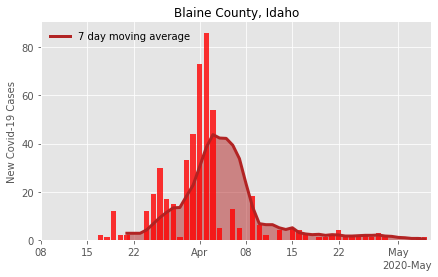 Blaine County, Idaho
7 day moving average
New Covid-19 Cases
80
60
40
20
0
08 15 22 Apr 08 15 22 May
2020-May